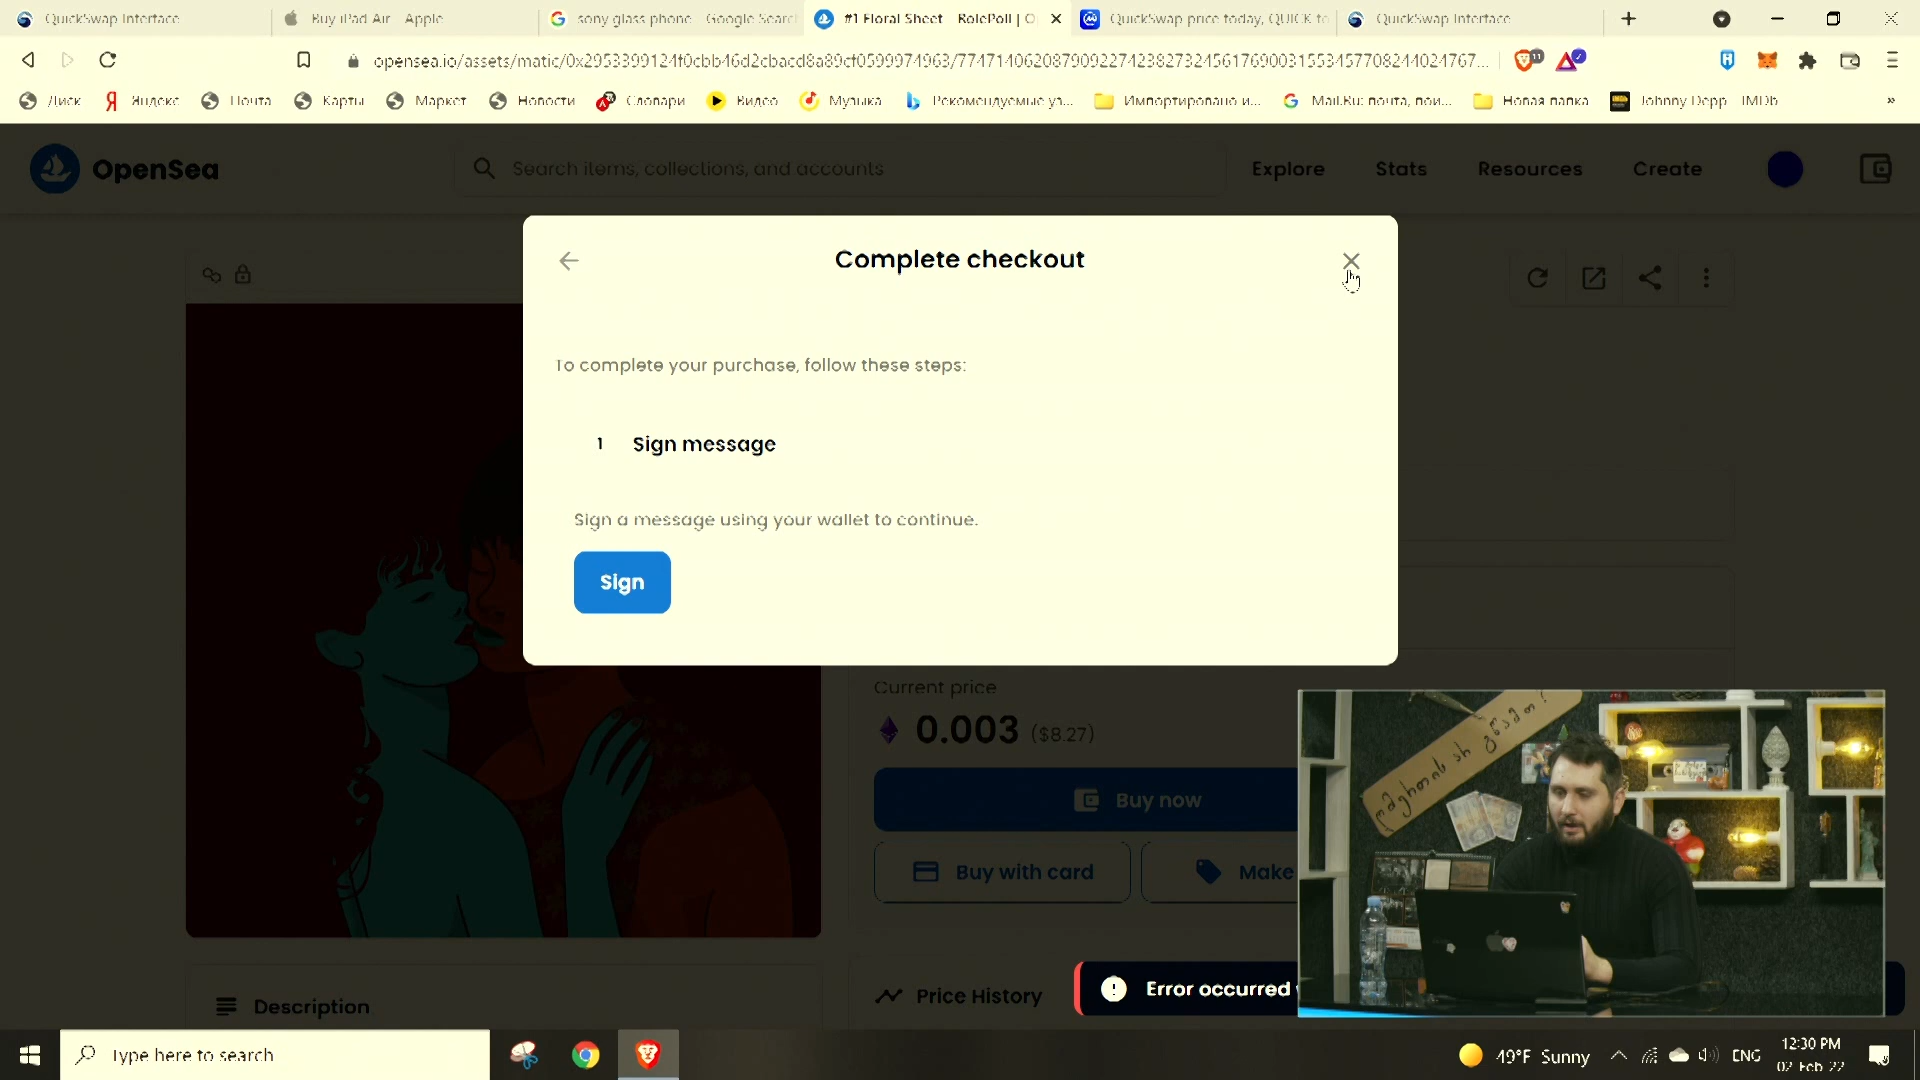 QuickSwap Interface
Buy iPad Air - Apple
sony glass phone - Google Search
#1 Floral Sheet - RolePoll | O
QuickSwap price today, QUICK to
QuickSwap Interface
opensea.io/assets/matic/0x2953399124f0cbb46d2cbacd8a89cf0599974963/77471406208790922742382732456176900315534577082440244767...
Диск
Яндекс
Почта
Карты
Маркет
Новости
Словари
Видео
Музыка
Рекомендуемые уз...
Импортировано и...
Mail.Ru: почта, пои...
Новая папка
Johnny Depp - IMDb
»
OpenSea
Search items, collections, and accounts
Explore
Stats
Resources
Create
Complete checkout
To complete your purchase, follow these steps:
1 Sign message
Sign a message using your wallet to continue.
Sign
Current price
0.003 ($8.27)
Buy now
Buy with card
Make
Description
Price History
Error occurred
Type here to search
49°F Sunny
ENG
12:30 PM
02-Feb-22